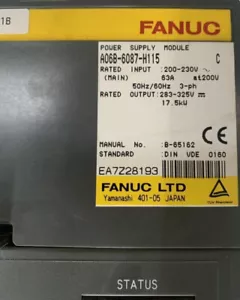 1B
FANUC
POWER SUPPLY MODULE
A06B-6087-H115 C
RATED INPUT :200-230V ~
(MAIN) 63A at200V
50Hz/60Hz 3-ph
RATED OUTPUT:283-325V ⎓
17.5kW
MANUAL No. :B-65162
STANDARD :DIN VDE 0160
EA7Z28193
FANUC LTD
Yamanashi 401-05 JAPAN
STATUS